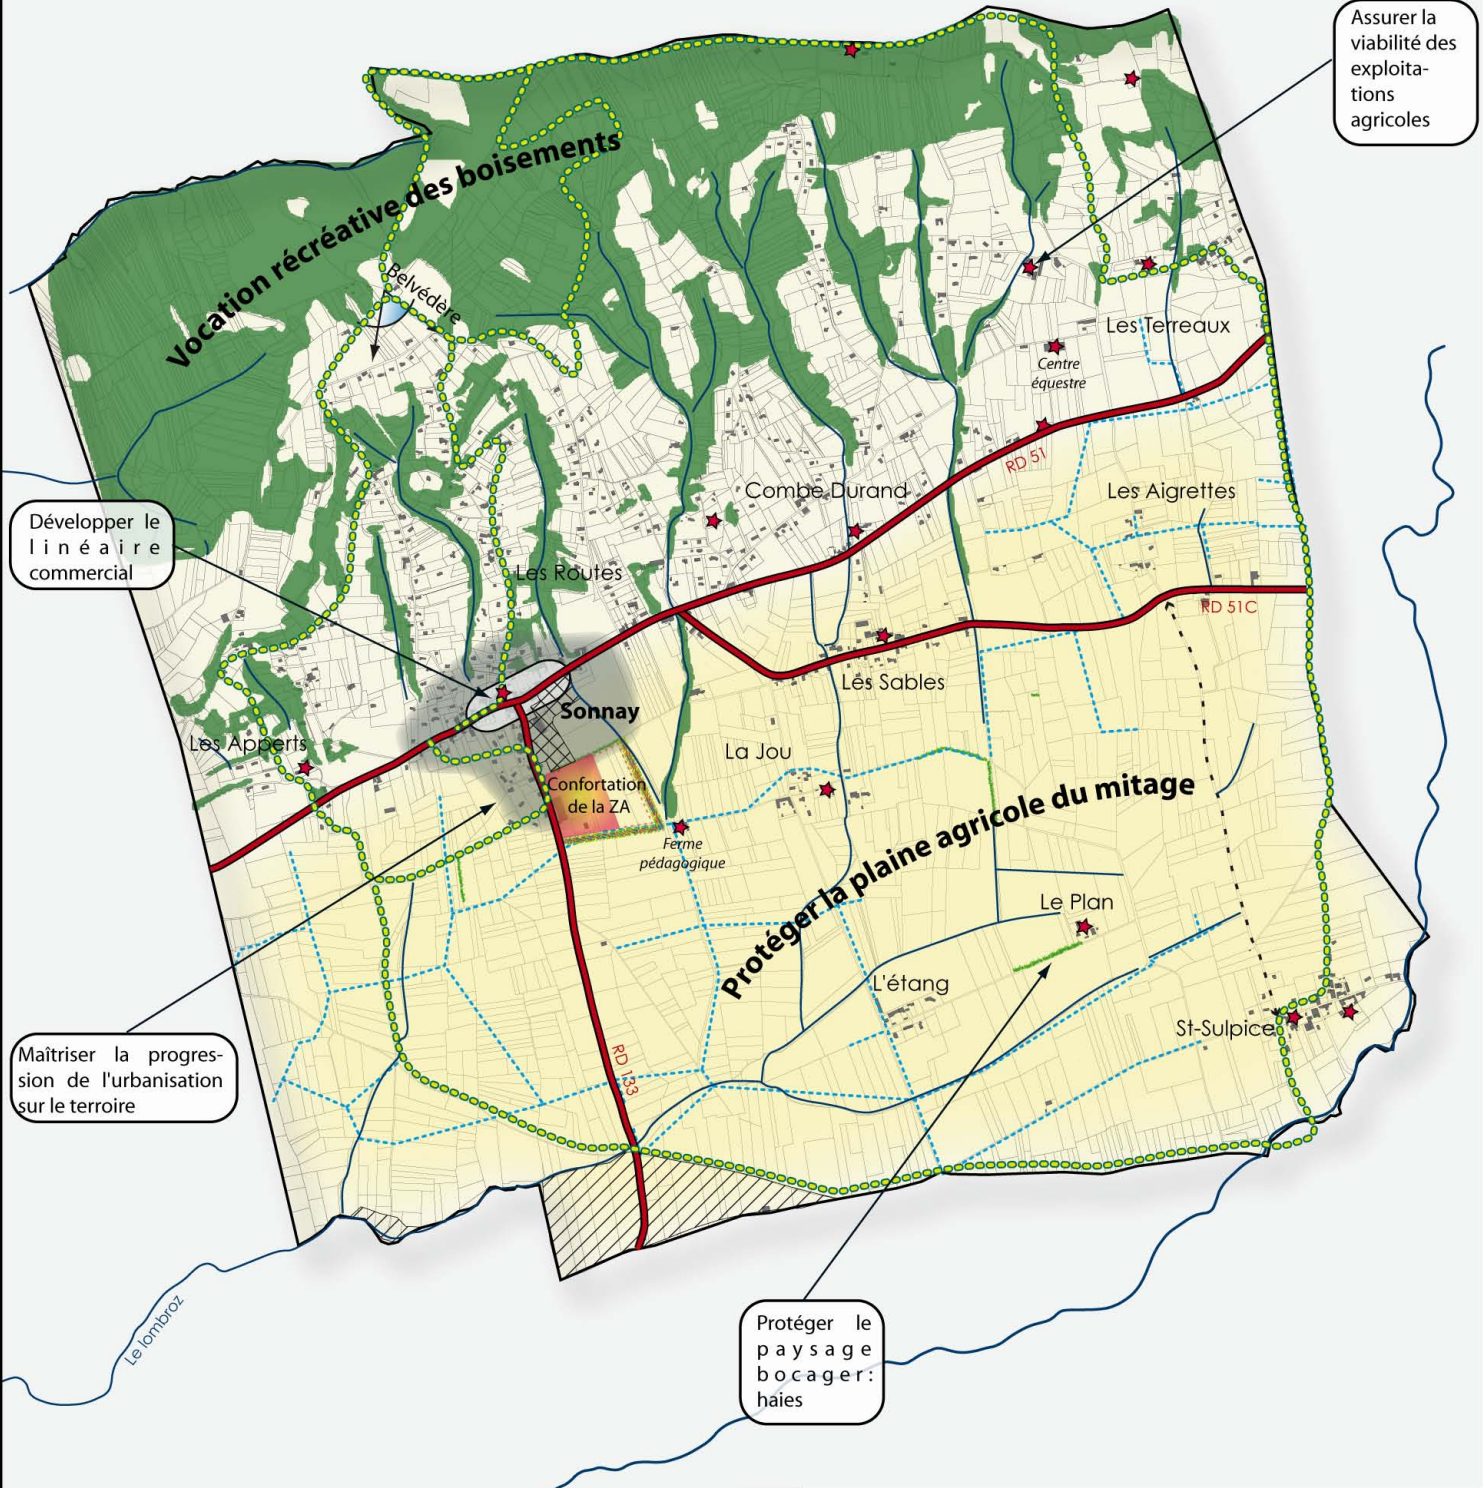 Assurer la
viabilité des
exploita-
tions
agricoles
Vocation récréative des boisements
Belvédère
Les Terreaux
Centre
équestre
RD 51
Combe Durand
Les Aigrettes
Développer le
linéaire
commercial
Les Routes
RD 51C
Les Sables
Sonnay
Les Apperts
La Jou
Confortation
de la ZA
Protéger la plaine agricole du mitage
Ferme
pédagogique
Le Plan
L'étang
St-Sulpice
Maîtriser la progres-
sion de l'urbanisation
sur le terroire
RD 133
Le lombroz
Protéger le
paysage
bocager:
haies